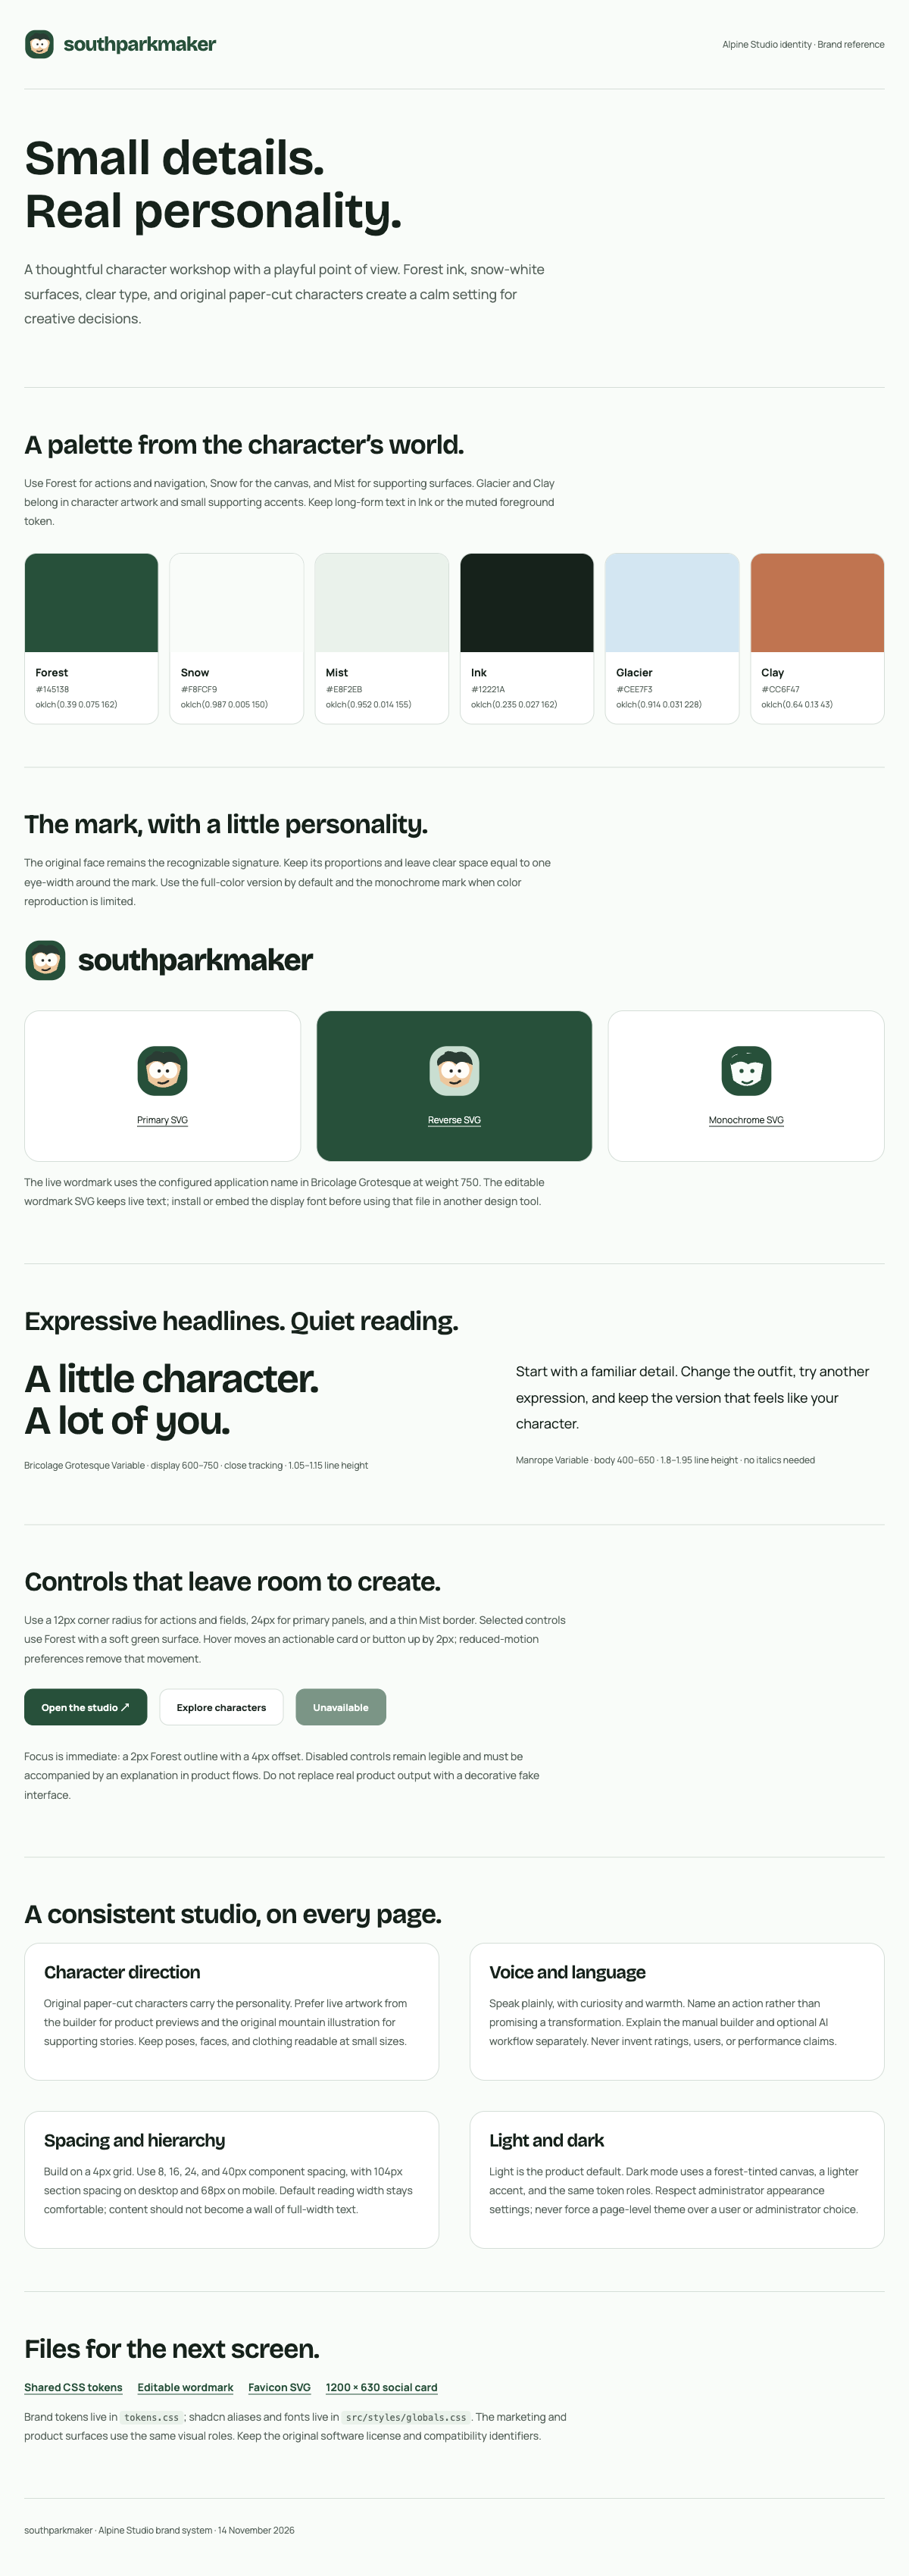 southparkmaker
Alpine Studio identity · Brand reference
Small details.
Real personality.
A thoughtful character workshop with a playful point of view. Forest ink, snow-white
surfaces, clear type, and original paper-cut characters create a calm setting for
creative decisions.
A palette from the character’s world.
Use Forest for actions and navigation, Snow for the canvas, and Mist for supporting surfaces. Glacier and Clay
belong in character artwork and small supporting accents. Keep long-form text in Ink or the muted foreground
token.
Forest
#145138
oklch(0.39 0.075 162)
Snow
#F8FCF9
oklch(0.987 0.005 150)
Mist
#E8F2EB
oklch(0.952 0.014 155)
Ink
#12221A
oklch(0.235 0.027 162)
Glacier
#CEE7F3
oklch(0.914 0.031 228)
Clay
#CC6F47
oklch(0.64 0.13 43)
The mark, with a little personality.
The original face remains the recognizable signature. Keep its proportions and leave clear space equal to one
eye-width around the mark. Use the full-color version by default and the monochrome mark when color
reproduction is limited.
southparkmaker
Primary SVG
Reverse SVG
Monochrome SVG
The live wordmark uses the configured application name in Bricolage Grotesque at weight 750. The editable
wordmark SVG keeps live text; install or embed the display font before using that file in another design tool.
Expressive headlines. Quiet reading.
A little character.
A lot of you.
Bricolage Grotesque Variable · display 600–750 · close tracking · 1.05–1.15 line height
Start with a familiar detail. Change the outfit, try another
expression, and keep the version that feels like your
character.
Manrope Variable · body 400–650 · 1.8–1.95 line height · no italics needed
Controls that leave room to create.
Use a 12px corner radius for actions and fields, 24px for primary panels, and a thin Mist border. Selected controls
use Forest with a soft green surface. Hover moves an actionable card or button up by 2px; reduced-motion
preferences remove that movement.
Open the studio ↗
Explore characters
Unavailable
Focus is immediate: a 2px Forest outline with a 4px offset. Disabled controls remain legible and must be
accompanied by an explanation in product flows. Do not replace real product output with a decorative fake
interface.
A consistent studio, on every page.
Character direction
Original paper-cut characters carry the personality. Prefer live artwork from
the builder for product previews and the original mountain illustration for
supporting stories. Keep poses, faces, and clothing readable at small sizes.
Voice and language
Speak plainly, with curiosity and warmth. Name an action rather than
promising a transformation. Explain the manual builder and optional AI
workflow separately. Never invent ratings, users, or performance claims.
Spacing and hierarchy
Build on a 4px grid. Use 8, 16, 24, and 40px component spacing, with 104px
section spacing on desktop and 68px on mobile. Default reading width stays
comfortable; content should not become a wall of full-width text.
Light and dark
Light is the product default. Dark mode uses a forest-tinted canvas, a lighter
accent, and the same token roles. Respect administrator appearance
settings; never force a page-level theme over a user or administrator choice.
Files for the next screen.
Shared CSS tokens
Editable wordmark
Favicon SVG
1200 × 630 social card
Brand tokens live in tokens.css ; shadcn aliases and fonts live in src/styles/globals.css . The marketing and
product surfaces use the same visual roles. Keep the original software license and compatibility identifiers.
southparkmaker · Alpine Studio brand system · 14 November 2026